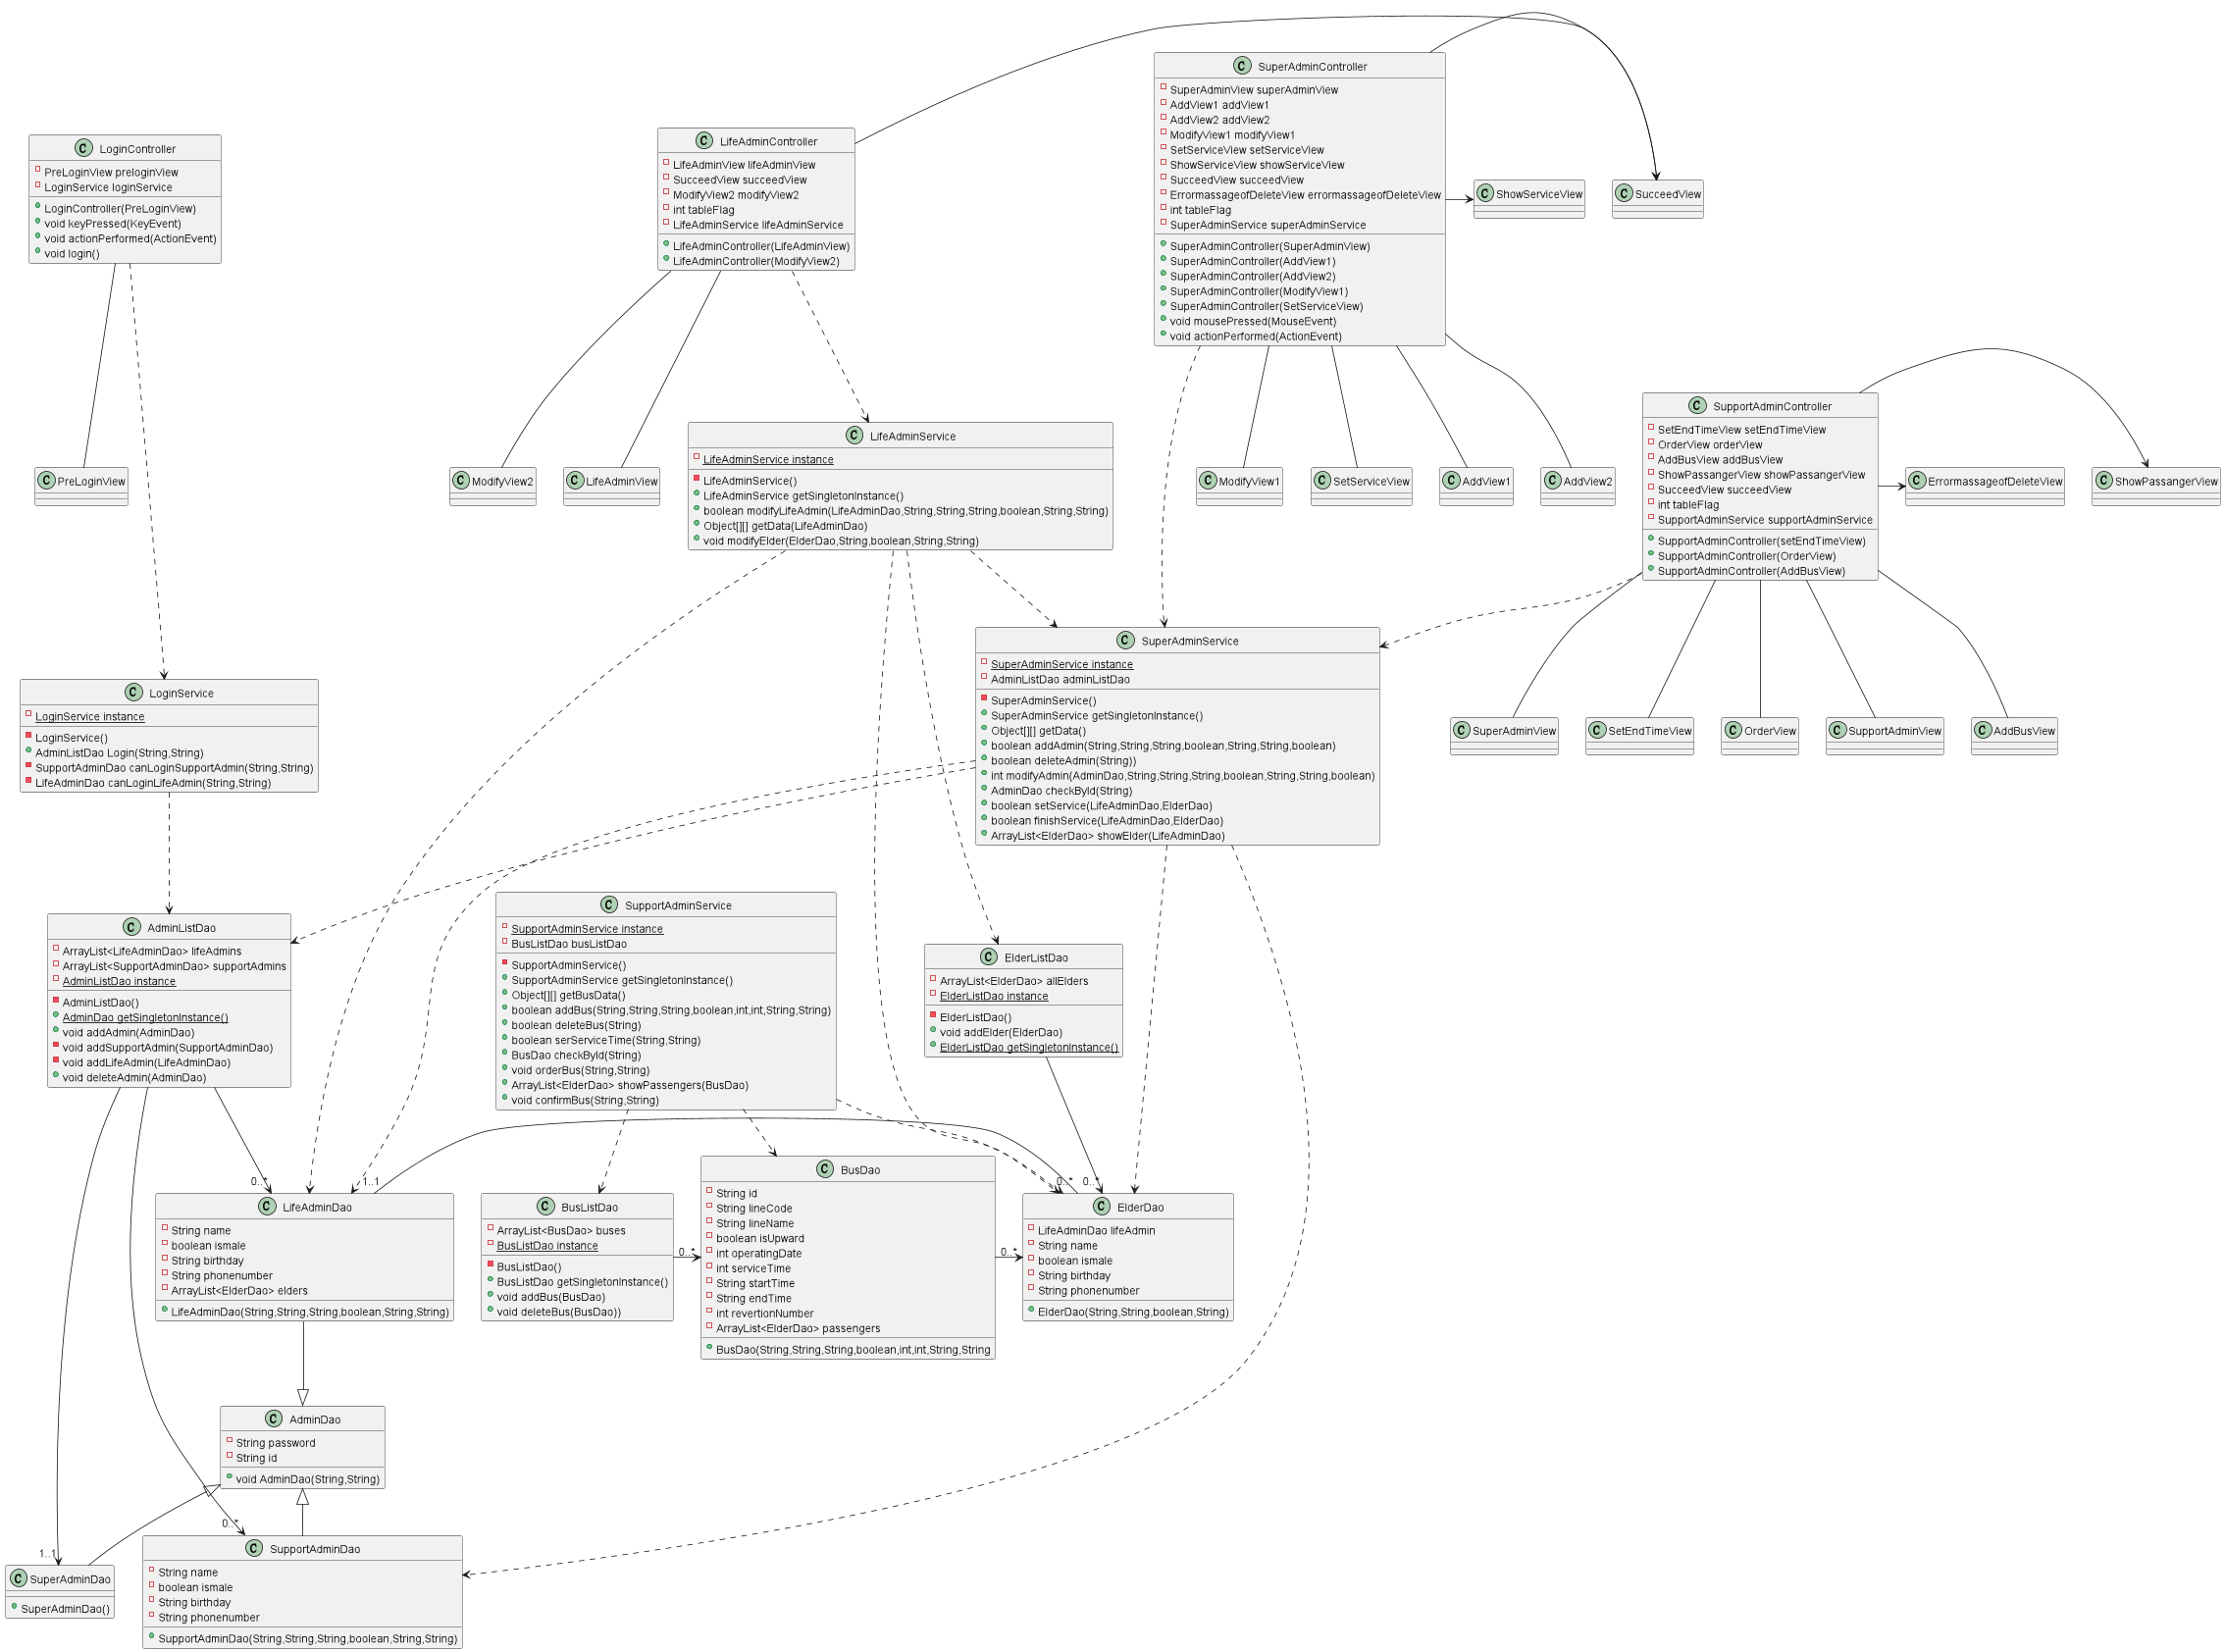 SuperAdminController
SuperAdminView superAdminView
AddView1 addView1
AddView2 addView2
ModifyView1 modifyView1
SetServiceView setServiceView
ShowServiceView showServiceView
SucceedView succeedView
ErrormassageofDeleteView errormassageofDeleteView
int tableFlag
SuperAdminService superAdminService
SuperAdminController(SuperAdminView)
SuperAdminController(AddView1)
SuperAdminController(AddView2)
SuperAdminController(ModifyView1)
SuperAdminController(SetServiceView)
void mousePressed(MouseEvent)
void actionPerformed(ActionEvent)
LoginController
PreLoginView preloginView
LoginService loginService
LoginController(PreLoginView)
void keyPressed(KeyEvent)
void actionPerformed(ActionEvent)
void login()
LifeAdminController
LifeAdminView lifeAdminView
SucceedView succeedView
ModifyView2 modifyView2
int tableFlag
LifeAdminService lifeAdminService
LifeAdminController(LifeAdminView)
LifeAdminController(ModifyView2)
ShowServiceView
SucceedView
SupportAdminController
SetEndTimeView setEndTimeView
OrderView orderView
AddBusView addBusView
ShowPassangerView showPassangerView
SucceedView succeedView
int tableFlag
SupportAdminService supportAdminService
SupportAdminController(setEndTimeView)
SupportAdminController(OrderView)
SupportAdminController(AddBusView)
PreLoginView
ModifyView2
LifeAdminView
LifeAdminService
LifeAdminService instance
LifeAdminService()
LifeAdminService getSingletonInstance()
boolean modifyLifeAdmin(LifeAdminDao,String,String,String,boolean,String,String)
Object[][] getData(LifeAdminDao)
void modifyElder(ElderDao,String,boolean,String,String)
ModifyView1
SetServiceView
AddView1
AddView2
ErrormassageofDeleteView
ShowPassangerView
LoginService
LoginService instance
LoginService()
AdminListDao Login(String,String)
SupportAdminDao canLoginSupportAdmin(String,String)
LifeAdminDao canLoginLifeAdmin(String,String)
SuperAdminService
SuperAdminService instance
AdminListDao adminListDao
SuperAdminService()
SuperAdminService getSingletonInstance()
Object[][] getData()
boolean addAdmin(String,String,String,boolean,String,String,boolean)
boolean deleteAdmin(String))
int modifyAdmin(AdminDao,String,String,String,boolean,String,String,boolean)
AdminDao checkById(String)
boolean setService(LifeAdminDao,ElderDao)
boolean finishService(LifeAdminDao,ElderDao)
ArrayList<ElderDao> showElder(LifeAdminDao)
SuperAdminView
SetEndTimeView
OrderView
SupportAdminView
AddBusView
AdminListDao
ArrayList<LifeAdminDao> lifeAdmins
ArrayList<SupportAdminDao> supportAdmins
AdminListDao instance
AdminListDao()
AdminDao getSingletonInstance()
void addAdmin(AdminDao)
void addSupportAdmin(SupportAdminDao)
void addLifeAdmin(LifeAdminDao)
void deleteAdmin(AdminDao)
SupportAdminService
SupportAdminService instance
BusListDao busListDao
SupportAdminService()
SupportAdminService getSingletonInstance()
Object[][] getBusData()
boolean addBus(String,String,String,boolean,int,int,String,String)
boolean deleteBus(String)
boolean serServiceTime(String,String)
BusDao checkById(String)
void orderBus(String,String)
ArrayList<ElderDao> showPassengers(BusDao)
void confirmBus(String,String)
ElderListDao
ArrayList<ElderDao> allElders
ElderListDao instance
ElderListDao()
void addElder(ElderDao)
ElderListDao getSingletonInstance()
0..*
1..1
0..*
0..*
LifeAdminDao
String name
boolean ismale
String birthday
String phonenumber
ArrayList<ElderDao> elders
LifeAdminDao(String,String,String,boolean,String,String)
BusListDao
ArrayList<BusDao> buses
BusListDao instance
BusListDao()
BusListDao getSingletonInstance()
void addBus(BusDao)
void deleteBus(BusDao))
0..*
BusDao
String id
String lineCode
String lineName
boolean isUpward
int operatingDate
int serviceTime
String startTime
String endTime
int revertionNumber
ArrayList<ElderDao> passengers
BusDao(String,String,String,boolean,int,int,String,String
0..*
ElderDao
LifeAdminDao lifeAdmin
String name
boolean ismale
String birthday
String phonenumber
ElderDao(String,String,boolean,String)
AdminDao
String password
String id
void AdminDao(String,String)
0..*
1..1
SuperAdminDao
SuperAdminDao()
SupportAdminDao
String name
boolean ismale
String birthday
String phonenumber
SupportAdminDao(String,String,String,boolean,String,String)